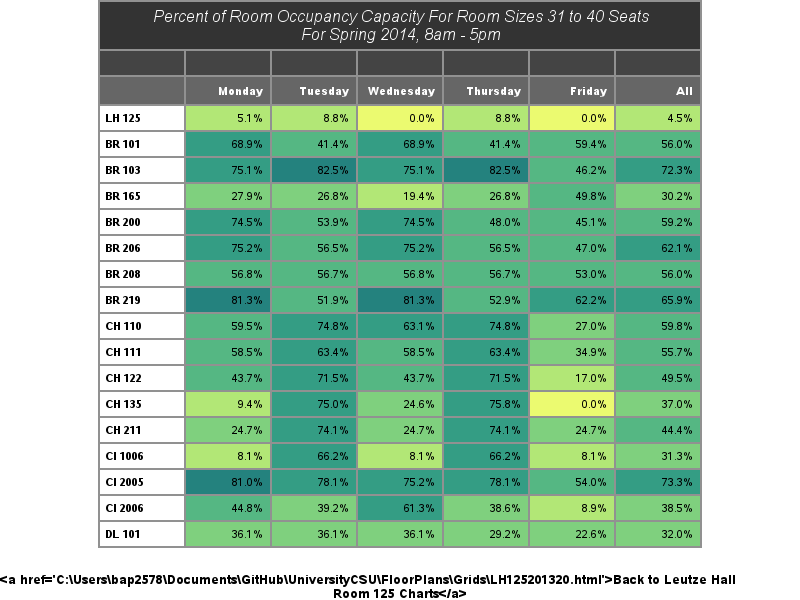 Percent of Room Occupancy Capacity For Room Sizes 31 to 40 Seats
For Spring 2014, 8am - 5pm
Monday Tuesday Wednesday Thursday Friday All
LH 125 5.1% 8.8% 0.0% 8.8% 0.0% 4.5%
BR 101 68.9% 41.4% 68.9% 41.4% 59.4% 56.0%
BR 103 75.1% 82.5% 75.1% 82.5% 46.2% 72.3%
BR 165 27.9% 26.8% 19.4% 26.8% 49.8% 30.2%
BR 200 74.5% 53.9% 74.5% 48.0% 45.1% 59.2%
BR 206 75.2% 56.5% 75.2% 56.5% 47.0% 62.1%
BR 208 56.8% 56.7% 56.8% 56.7% 53.0% 56.0%
BR 219 81.3% 51.9% 81.3% 52.9% 62.2% 65.9%
CH 110 59.5% 74.8% 63.1% 74.8% 27.0% 59.8%
CH 111 58.5% 63.4% 58.5% 63.4% 34.9% 55.7%
CH 122 43.7% 71.5% 43.7% 71.5% 17.0% 49.5%
CH 135 9.4% 75.0% 24.6% 75.8% 0.0% 37.0%
CH 211 24.7% 74.1% 24.7% 74.1% 24.7% 44.4%
CI 1006 8.1% 66.2% 8.1% 66.2% 8.1% 31.3%
CI 2005 81.0% 78.1% 75.2% 78.1% 54.0% 73.3%
CI 2006 44.8% 39.2% 61.3% 38.6% 8.9% 38.5%
DL 101 36.1% 36.1% 36.1% 29.2% 22.6% 32.0%
<a href='C:\Users\bap2578\Documents\GitHub\UniversityCSU\FloorPlans\Grids\LH125201320.html'>Back to Leutze Hall
Room 125 Charts</a>